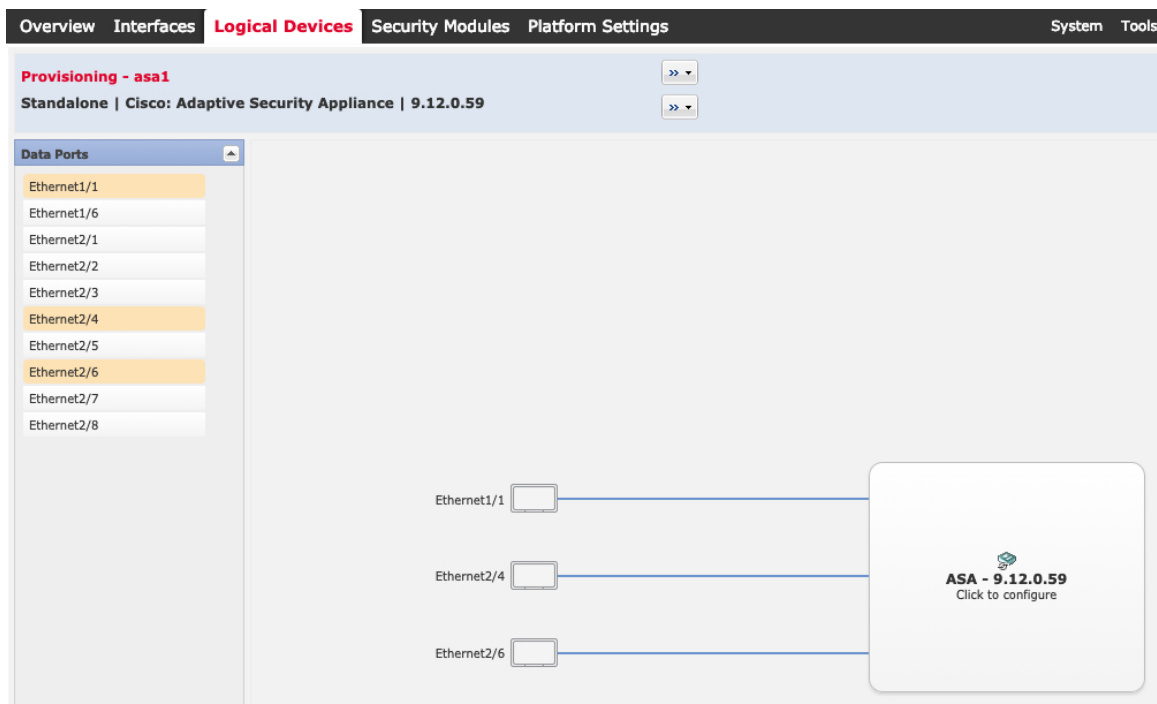 Overview Interfaces Logical Devices Security Modules Platform Settings System Tools
Provisioning - asa1
Standalone | Cisco: Adaptive Security Appliance | 9.12.0.59
Data Ports
Ethernet1/1
Ethernet1/6
Ethernet2/1
Ethernet2/2
Ethernet2/3
Ethernet2/4
Ethernet2/5
Ethernet2/6
Ethernet2/7
Ethernet2/8
Ethernet1/1
Ethernet2/4
Ethernet2/6
ASA - 9.12.0.59
Click to configure